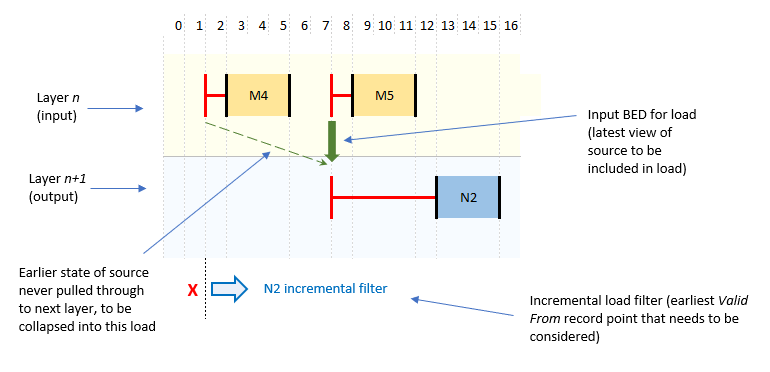 0 1 2 3 4 5 6 7 8 9 10 11 12 13 14 15 16
M4
M5
Layer n
(input)
Input BED for load
(latest view of
source to be
included in load)
Layer n+1
(output)
N2
Earlier state of source
never pulled through
to next layer, to be
collapsed into this load
X
N2 incremental filter
Incremental load filter (earliest Valid
From record point that needs to be
considered)